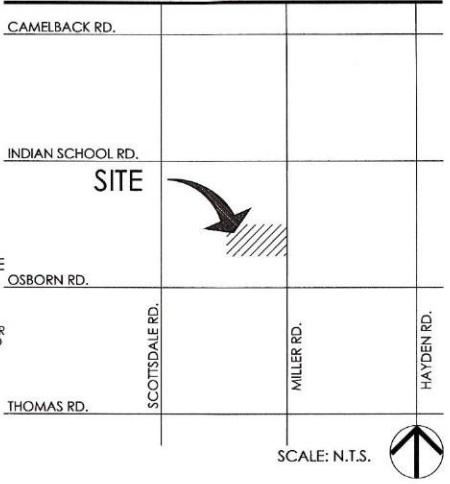 CAMELBACK RD.
INDIAN SCHOOL RD.
SITE
E
OSBORN RD.
R
SCOTTSDALE RD.
MILLER RD.
HAYDEN RD.
THOMAS RD.
SCALE: N.T.S.